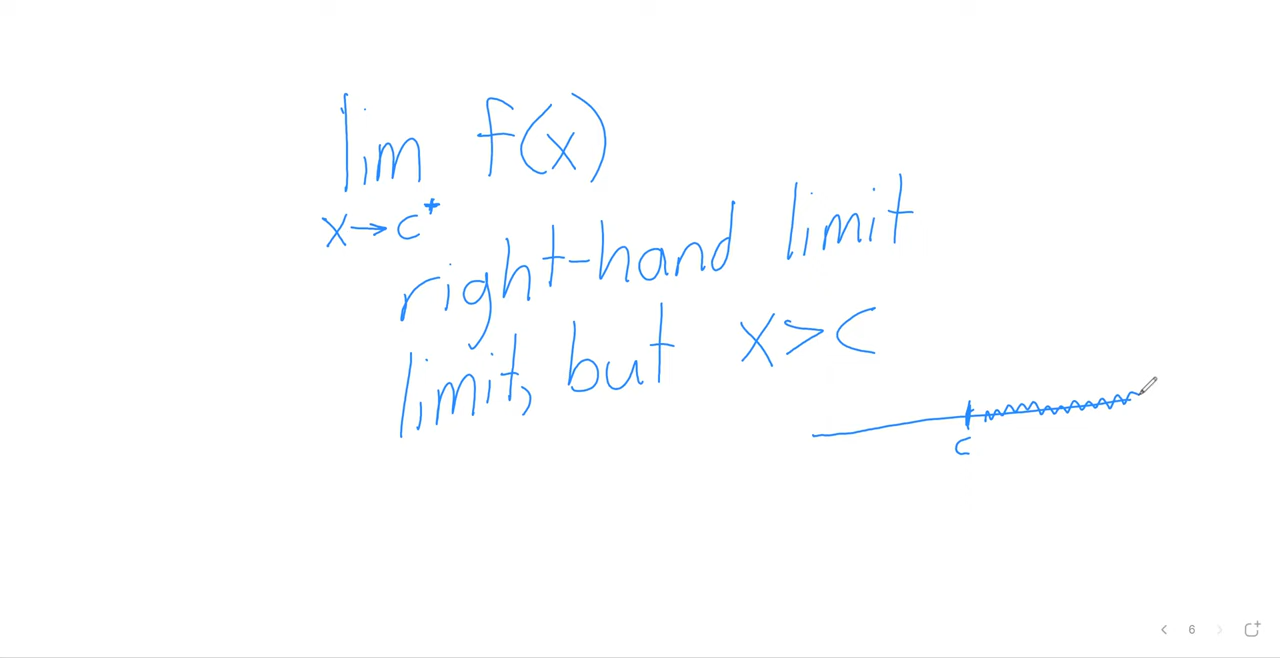 lim f(x)
x→c⁺
right-hand limit
limit, but x>c
c
6